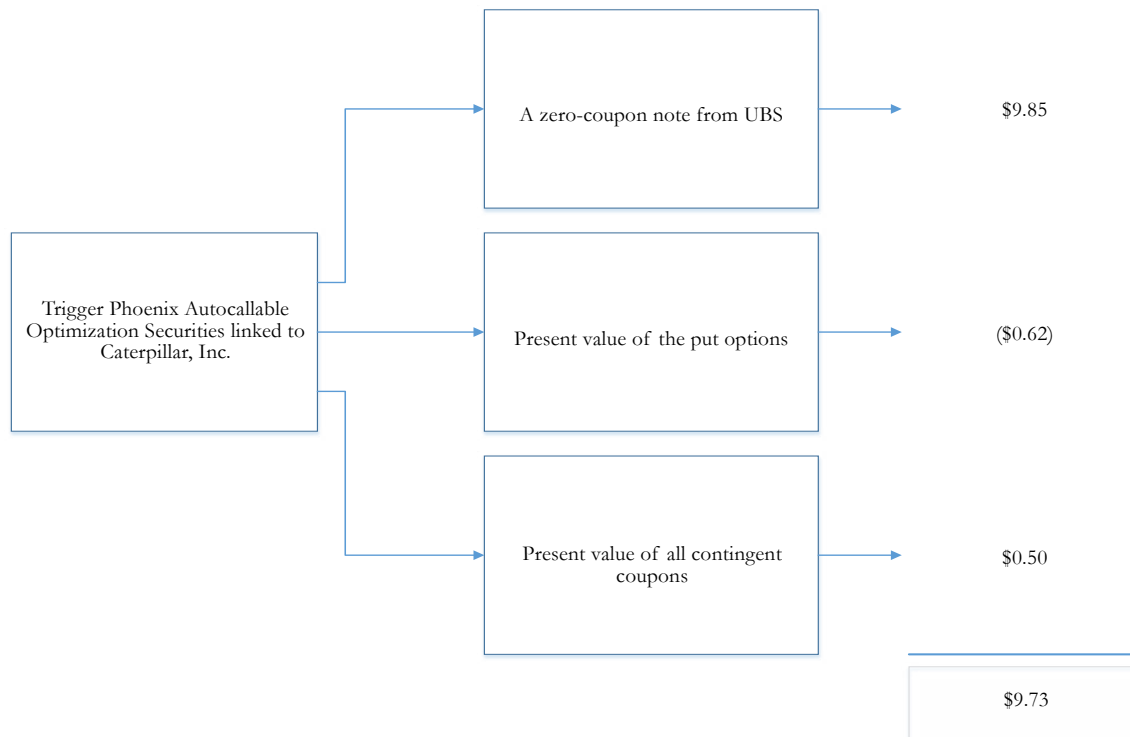 A zero-coupon note from UBS
$9.85
Trigger Phoenix Autocallable
Optimization Securities linked to
Caterpillar, Inc.
Present value of the put options
($0.62)
Present value of all contingent
coupons
$0.50
$9.73